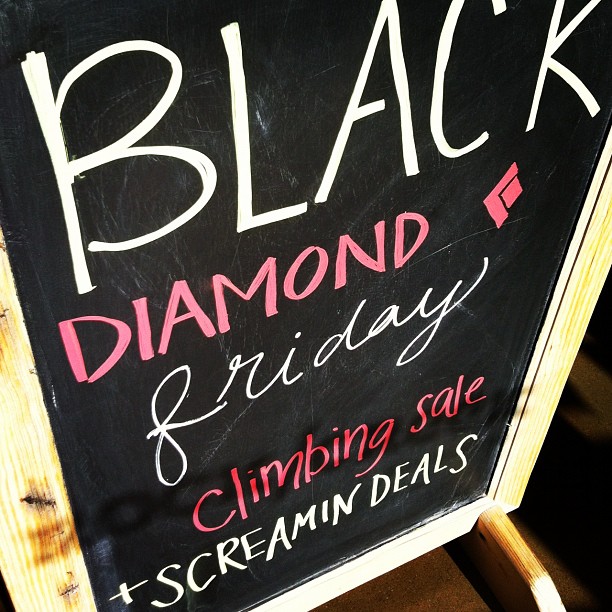 BLACK
DIAMOND
friday
climbing sale
+ SCREAMIN DEALS